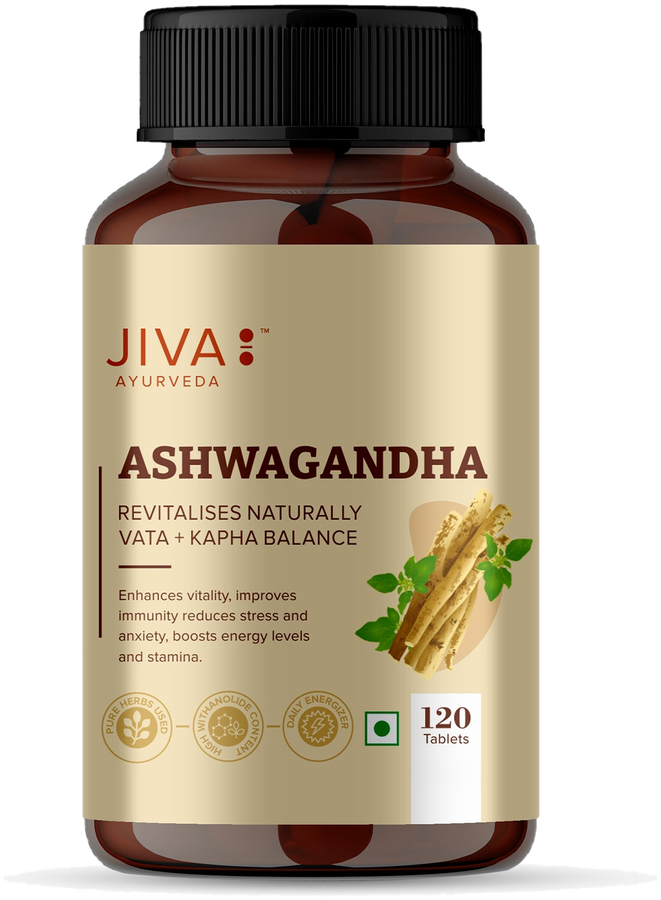 JIVA ™
AYURVEDA
ASHWAGANDHA
REVITALISES NATURALLY
VATA + KAPHA BALANCE
Enhances vitality, improves
immunity reduces stress and
anxiety, boosts energy levels
and stamina.
PURE HERBS USED
HIGH WITHANOLIDE CONTENT
DAILY ENERGIZER
120
Tablets